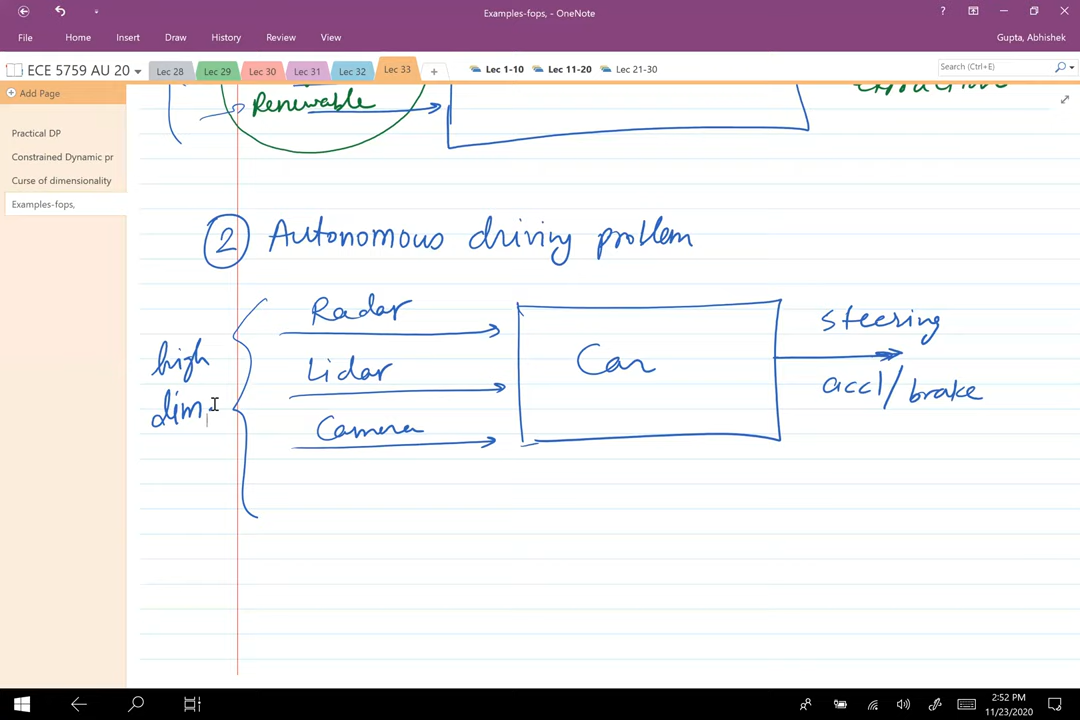 Examples-fops, - OneNote
Gupta, Abhishek
File Home Insert Draw History Review View
ECE 5759 AU 20
Lec 28 Lec 29 Lec 30 Lec 31 Lec 32 Lec 33
Lec 1-10 Lec 11-20 Lec 21-30
Search (Ctrl+E)
Add Page
Practical DP
Constrained Dynamic pr
Curse of dimensionality
Examples-fops,
Renewable
2 Autonomous driving problem
Radar
Lidar
Camera
high
dim.
Car
steering
accl/brake
2:52 PM
11/23/2020